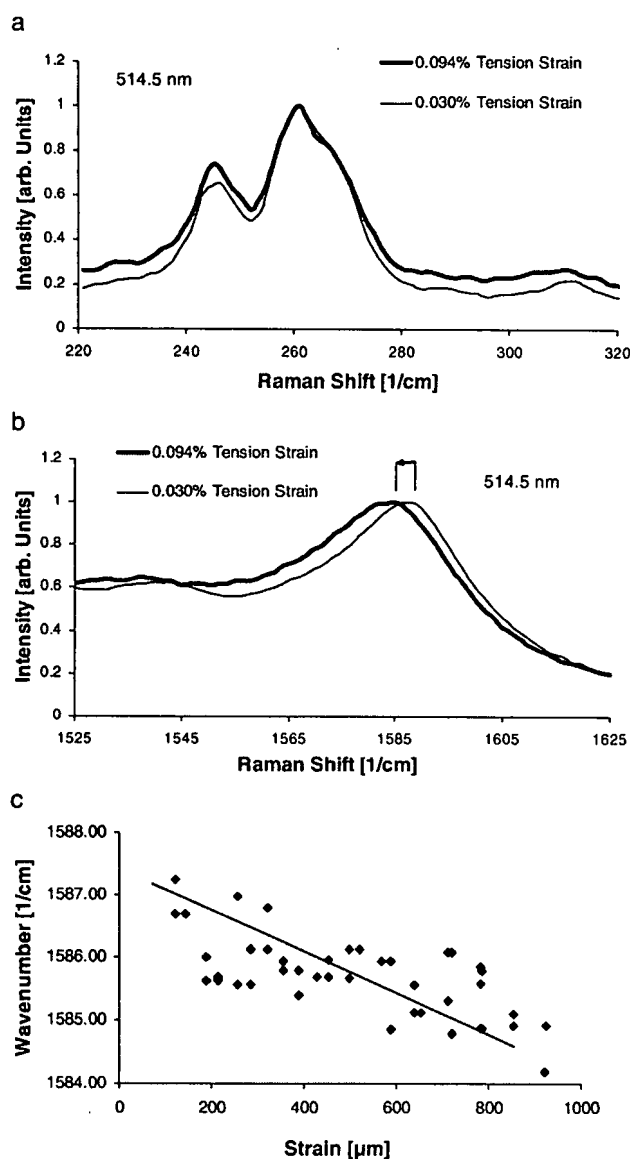 a
514.5 nm
0.094% Tension Strain
0.030% Tension Strain
Intensity [arb. Units]
1.2
1
0.8
0.6
0.4
0.2
0
220 240 260 280 300 320
Raman Shift [1/cm]
b
0.094% Tension Strain
0.030% Tension Strain
514.5 nm
Intensity [arb. Units]
1.2
1
0.8
0.6
0.4
0.2
0
1525 1545 1565 1585 1605 1625
Raman Shift [1/cm]
c
Wavenumber [1/cm]
1588.00
1587.00
1586.00
1585.00
1584.00
0 200 400 600 800 1000
Strain [µm]